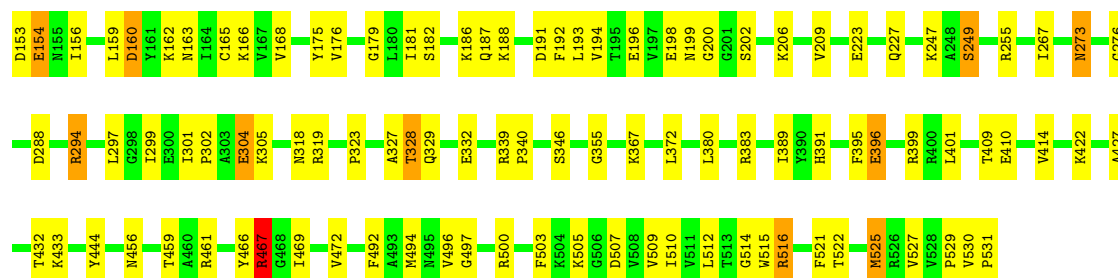 D153 E154 N155 I156 L159 D160 Y161 K162 N163 I164 C165 K166 V167 V168 Y175 V176 G179 L180 I181 S182 K186 Q187 K188 D191 F192 L193 V194 T195 E196 V197 E198 N199 G200 G201 S202 K206 V209 E223 Q227 K247 A248 S249 R255 I267 N273 G276
D288 R294 L297 G298 I299 E300 I301 P302 A303 E304 K305 N318 R319 P323 A327 T328 Q329 E332 R339 P340 S346 G355 K367 L372 L380 R383 I389 Y390 H391 F395 E396 R399 R400 L401 T409 E410 V414 K422 A427
T432 K433 Y444 N456 T459 A460 R461 Y466 R467 G468 I469 V472 F492 A493 M494 N495 V496 G497 R500 F503 K504 K505 G506 D507 V508 V509 I510 V511 L512 T513 G514 W515 R516 F521 T522 M525 R526 V527 V528 P529 V530 P531